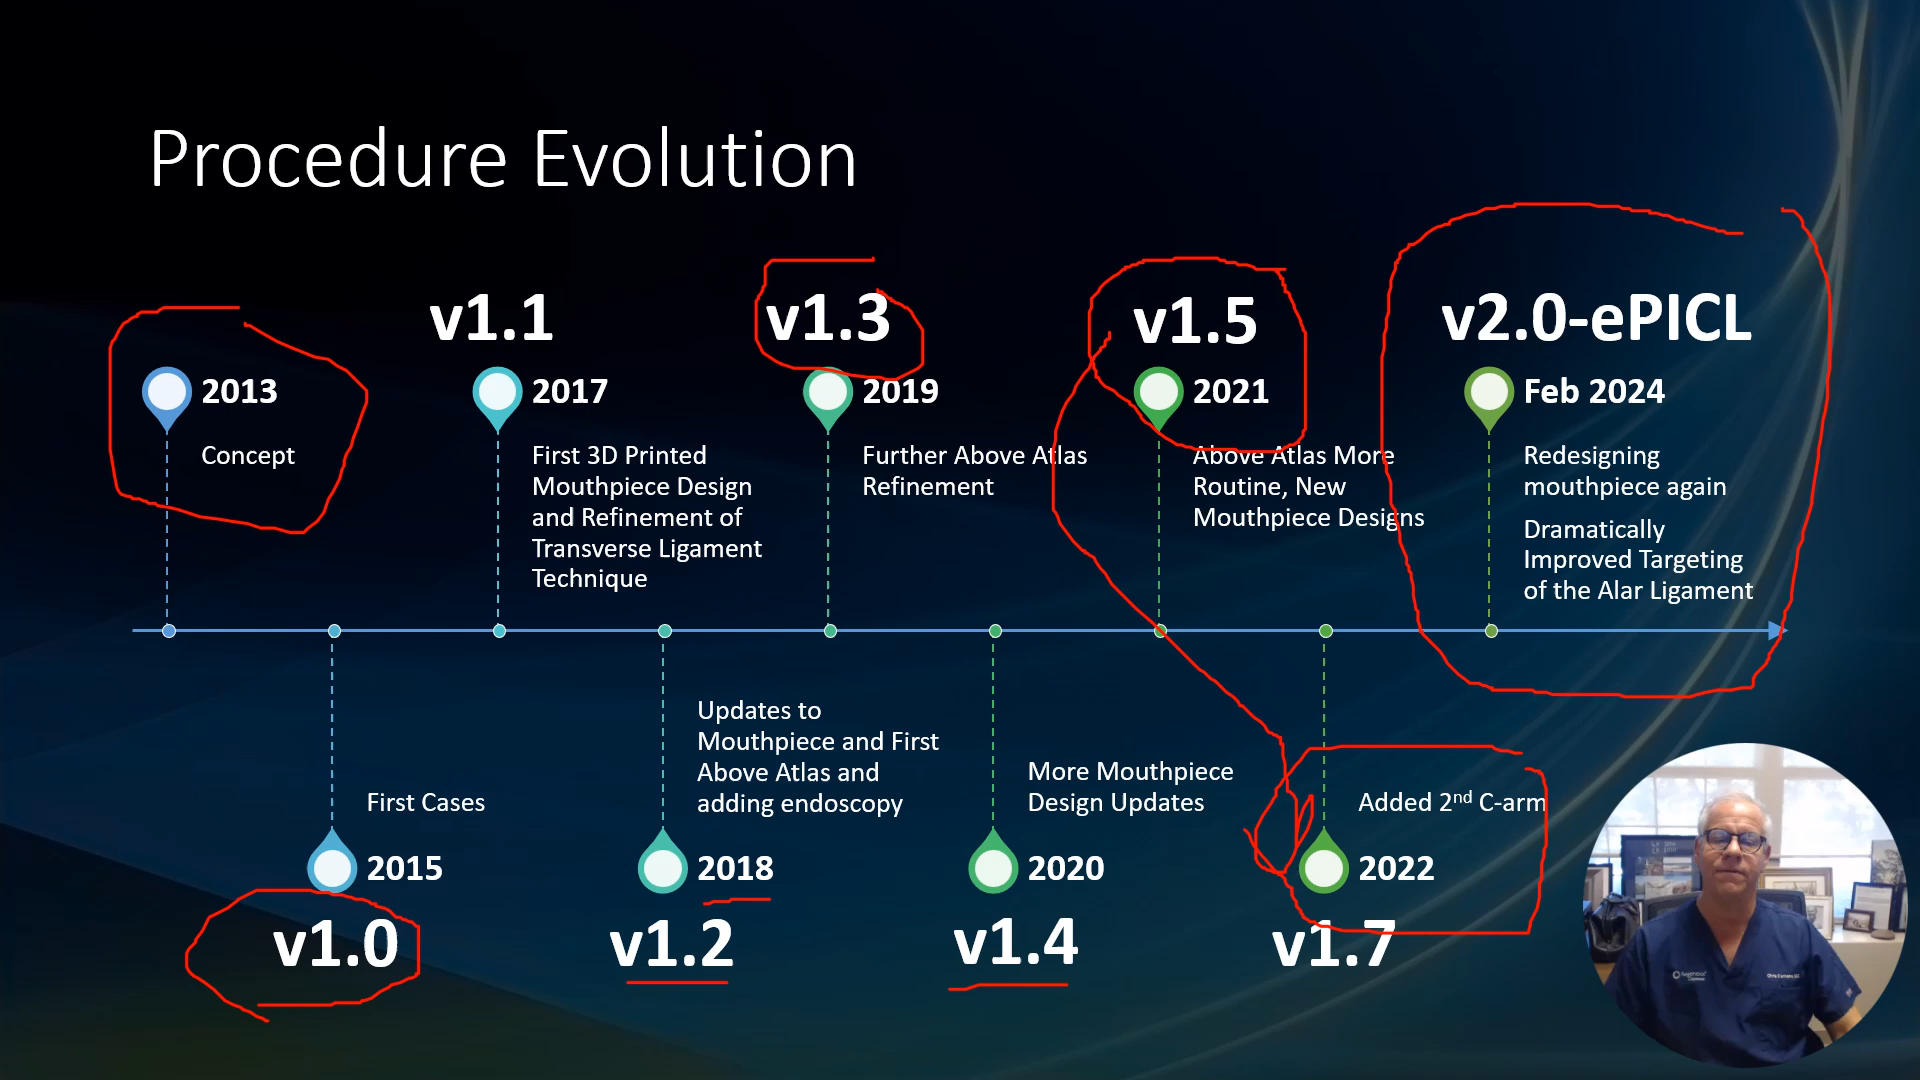 Procedure Evolution
v1.1
v1.3
v1.5
v2.0-ePICL
2013
2017
2019
2021
Feb 2024
Concept
First 3D Printed
Mouthpiece Design
and Refinement of
Transverse Ligament
Technique
Further Above Atlas
Refinement
Above Atlas More
Routine, New
Mouthpiece Designs
Redesigning
mouthpiece again
Dramatically
Improved Targeting
of the Alar Ligament
First Cases
2015
v1.0
Updates to
Mouthpiece and First
Above Atlas and
adding endoscopy
2018
v1.2
More Mouthpiece
Design Updates
2020
v1.4
Added 2nd C-arm
2022
v1.7